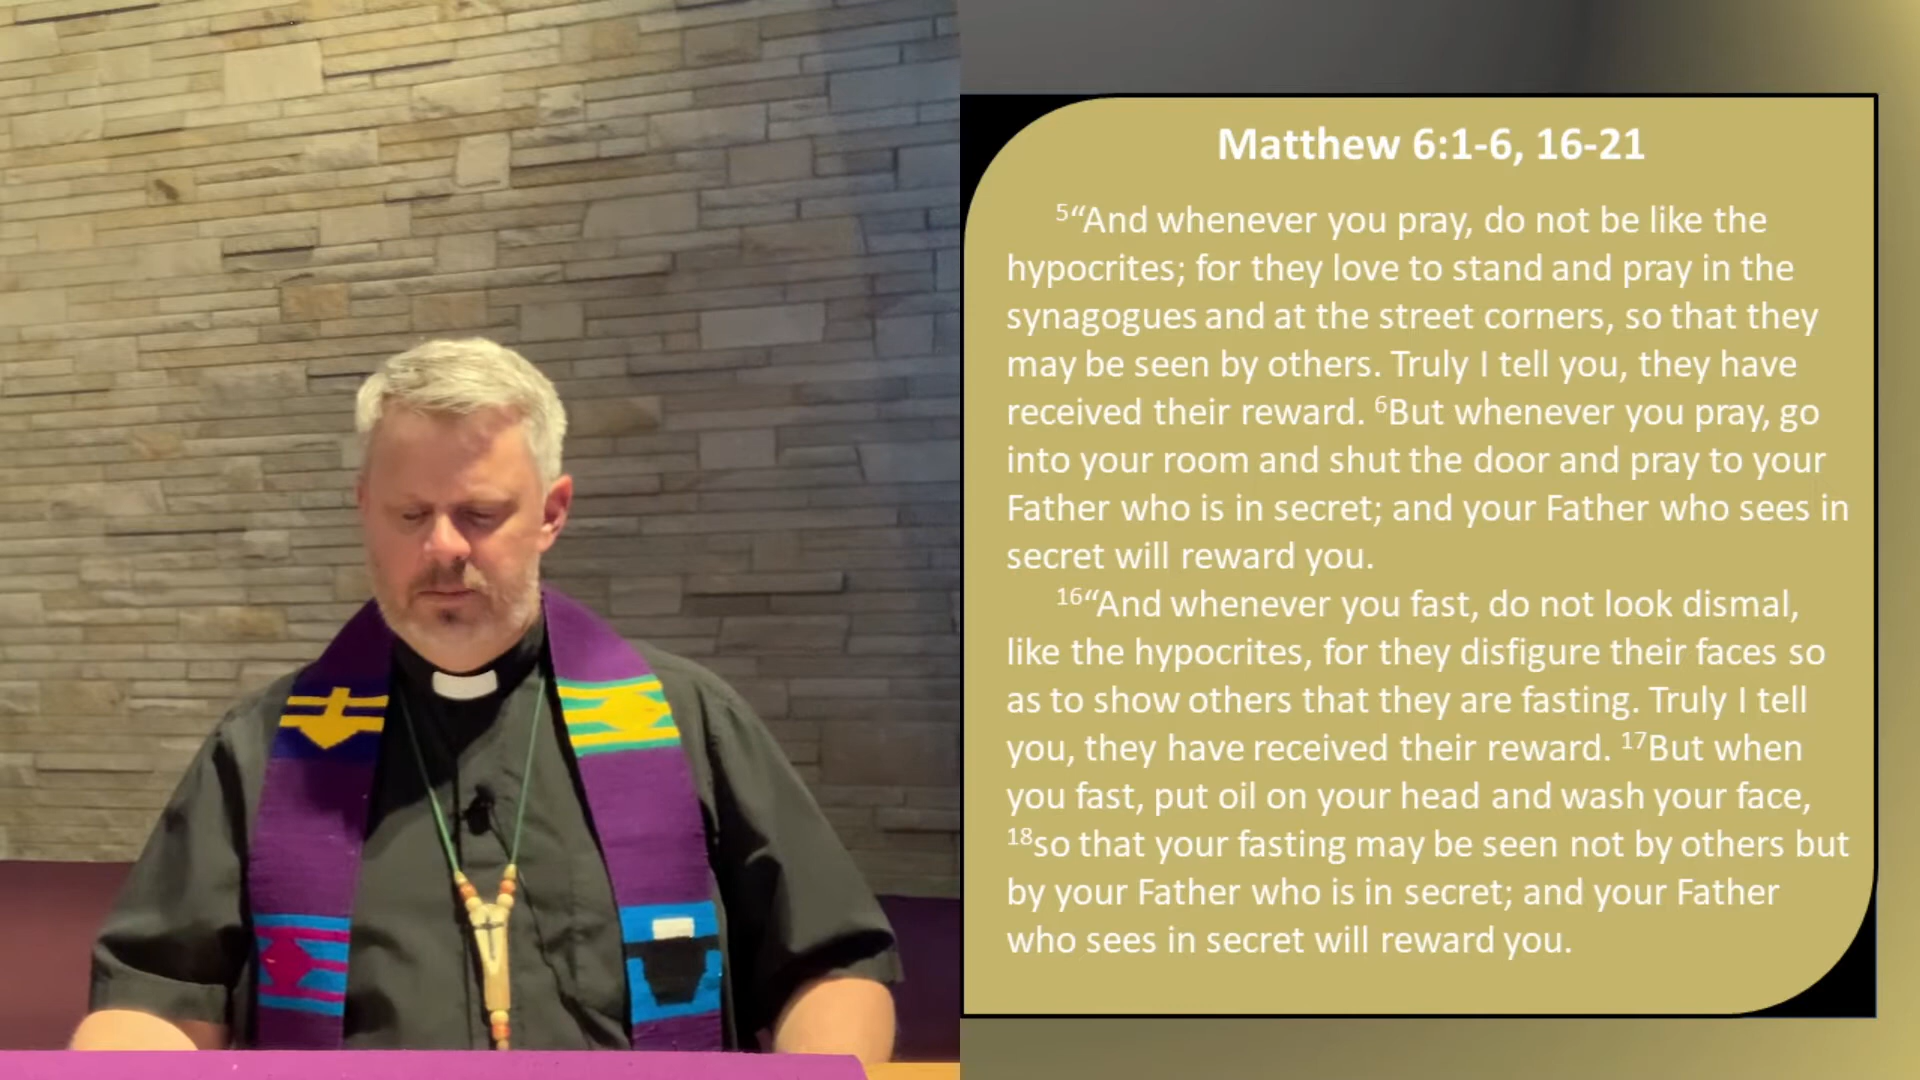 Matthew 6:1-6, 16-21
5“And whenever you pray, do not be like the
hypocrites; for they love to stand and pray in the
synagogues and at the street corners, so that they
may be seen by others. Truly I tell you, they have
received their reward. 6But whenever you pray, go
into your room and shut the door and pray to your
Father who is in secret; and your Father who sees in
secret will reward you.
16“And whenever you fast, do not look dismal,
like the hypocrites, for they disfigure their faces so
as to show others that they are fasting. Truly I tell
you, they have received their reward. 17But when
you fast, put oil on your head and wash your face,
18so that your fasting may be seen not by others but
by your Father who is in secret; and your Father
who sees in secret will reward you.